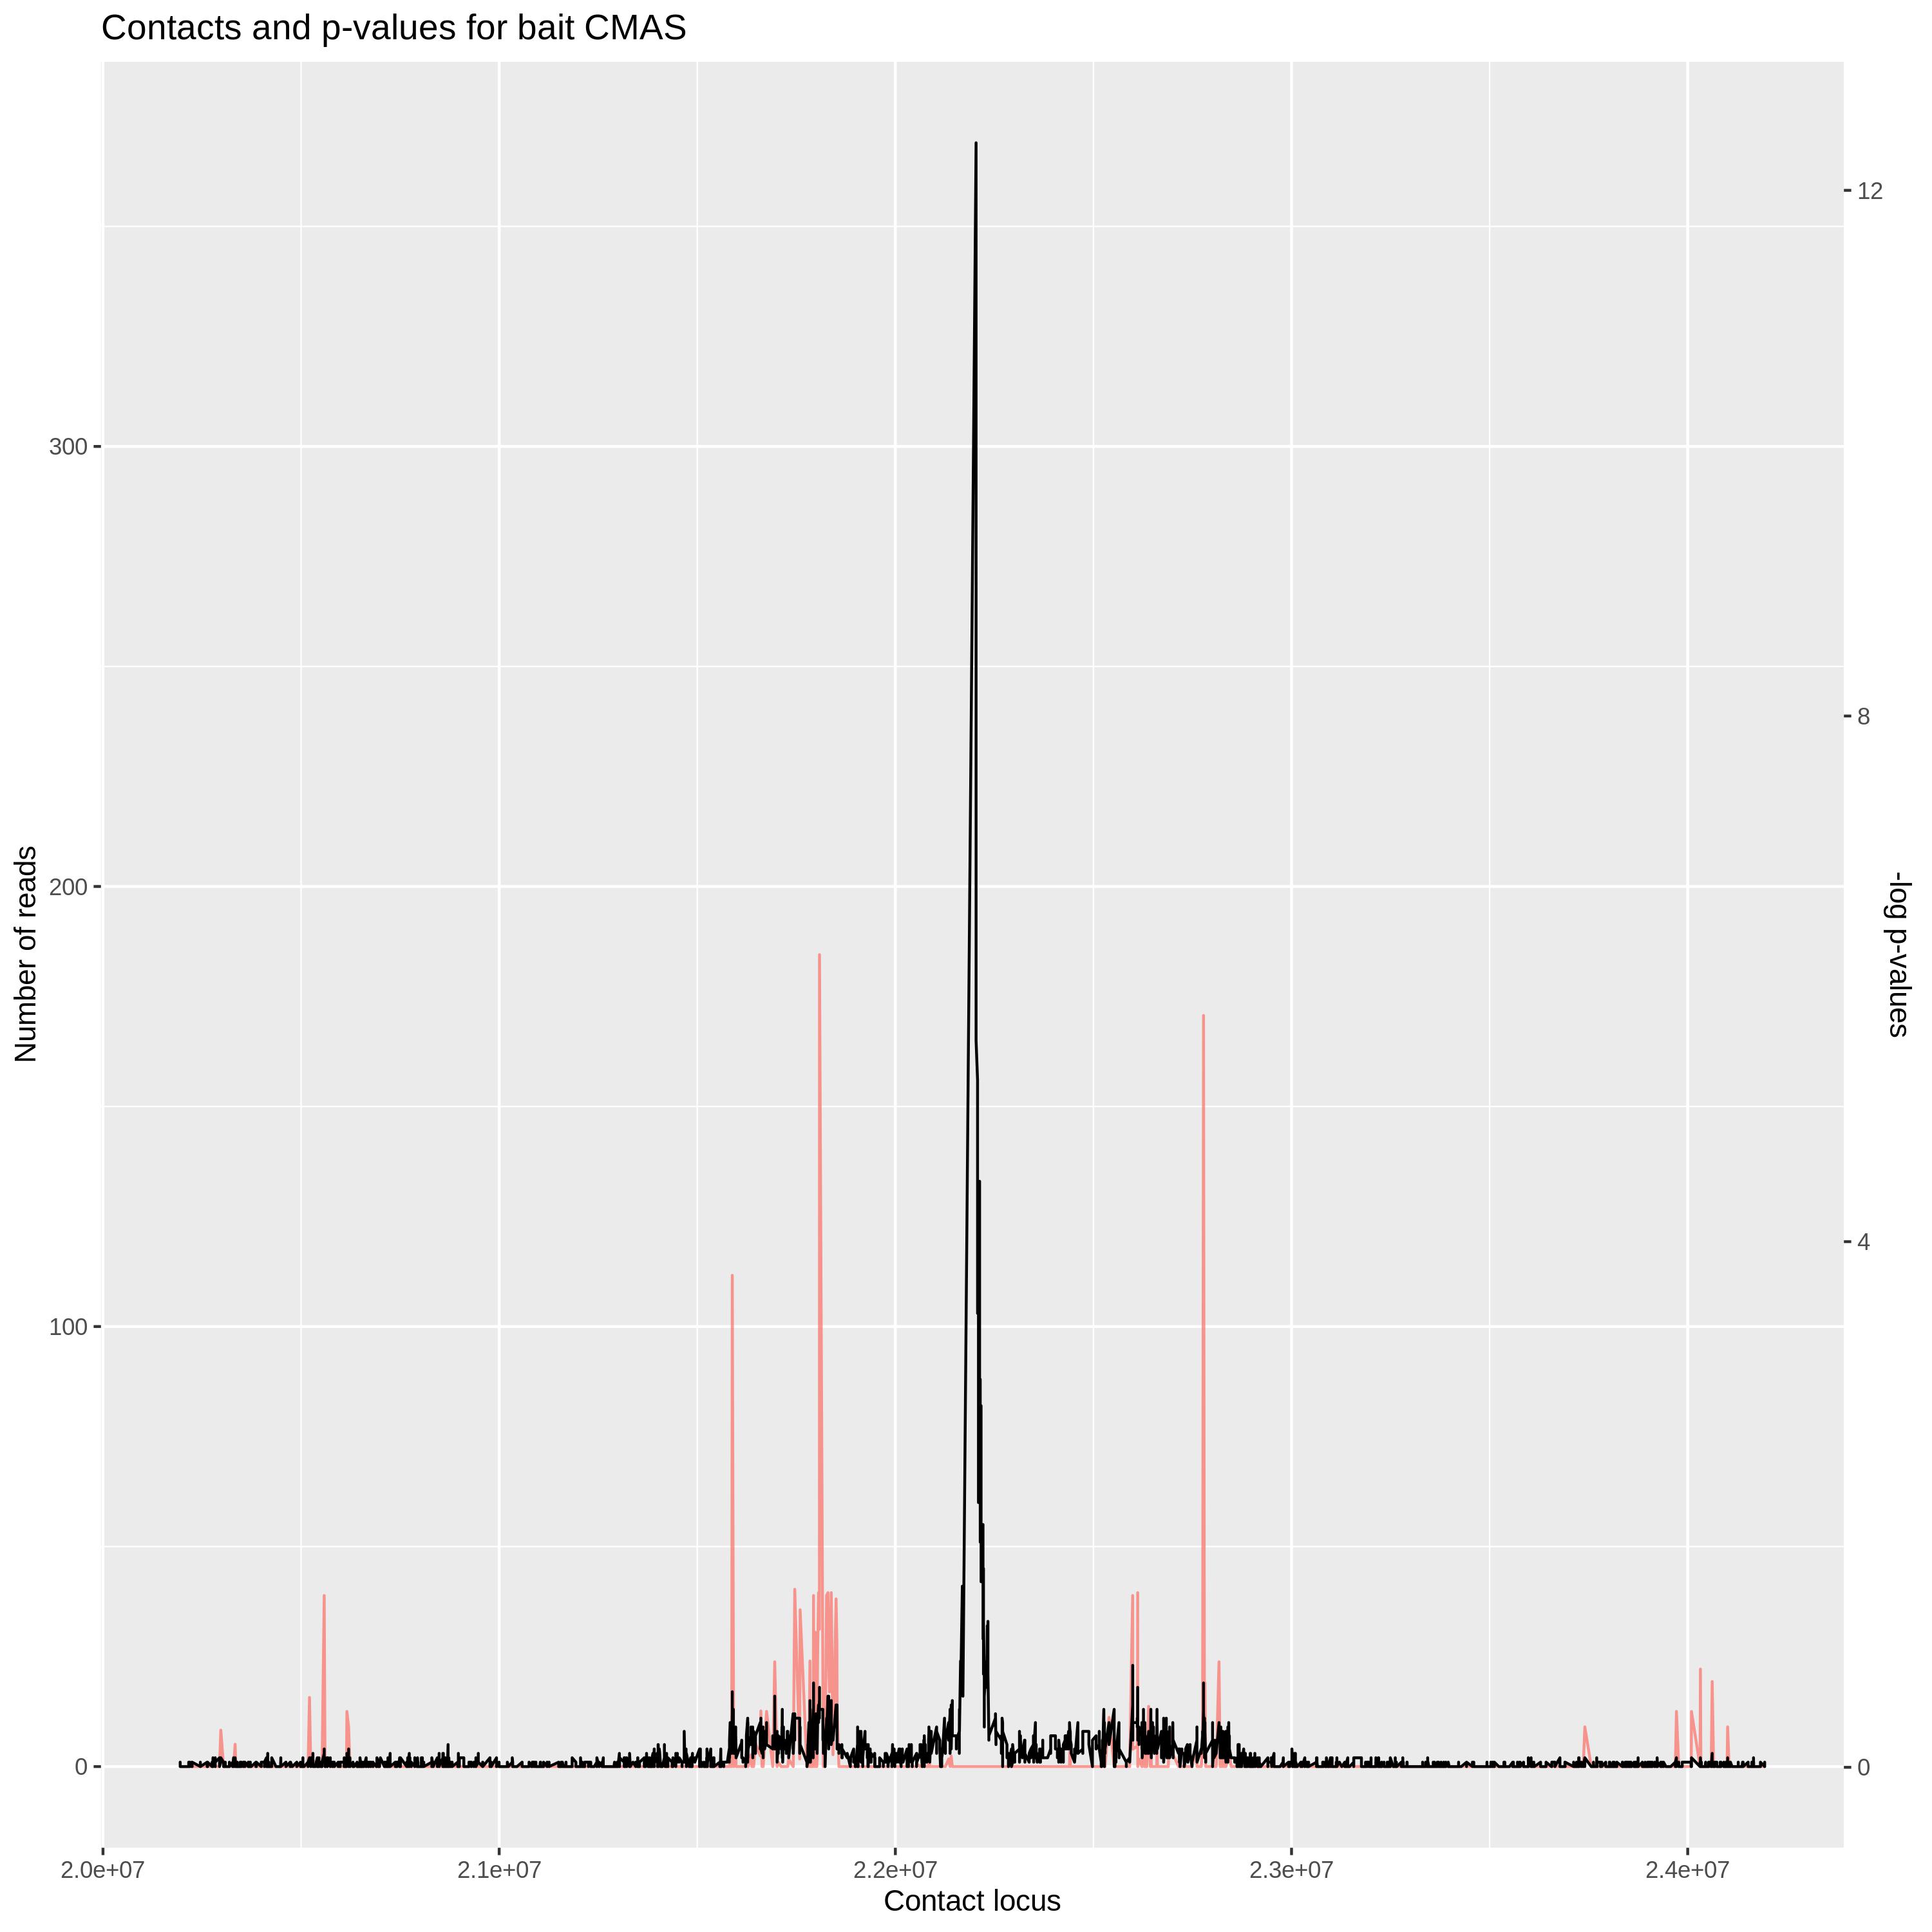 Contacts and p-values for bait CMAS
Number of reads
300
200
100
0
12
8
4
0
-log p-values
2.0e+07
2.1e+07
2.2e+07
2.3e+07
2.4e+07
Contact locus